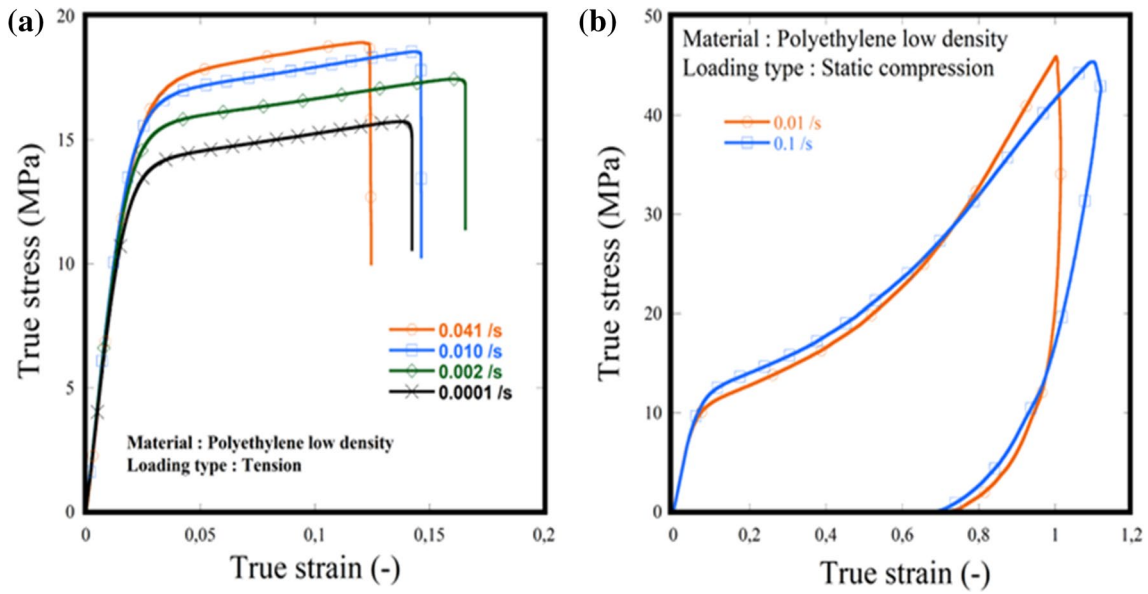 (a)
True stress (MPa)
20
15
10
5
0
0.041 /s
0.010 /s
0.002 /s
0.0001 /s
Material : Polyethylene low density
Loading type : Tension
0
0,05
0,1
0,15
0,2
True strain (-)
(b)
True stress (MPa)
50
40
30
20
10
0
Material : Polyethylene low density
Loading type : Static compression
0.01 /s
0.1 /s
0
0,2
0,4
0,6
0,8
1
1,2
True strain (-)